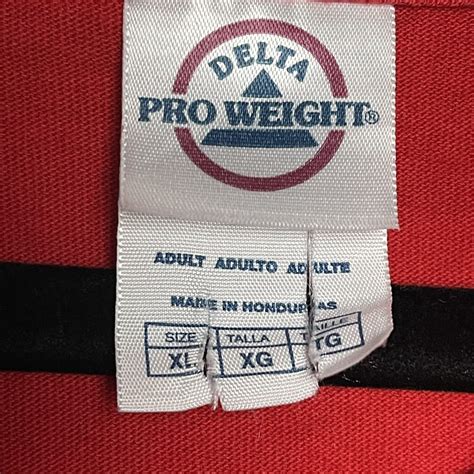 DELTA
PRO WEIGHT®
ADULT ADULTO ADULTE
MADE IN HONDURAS
SIZE TALLA TAILLE
XL XG TG